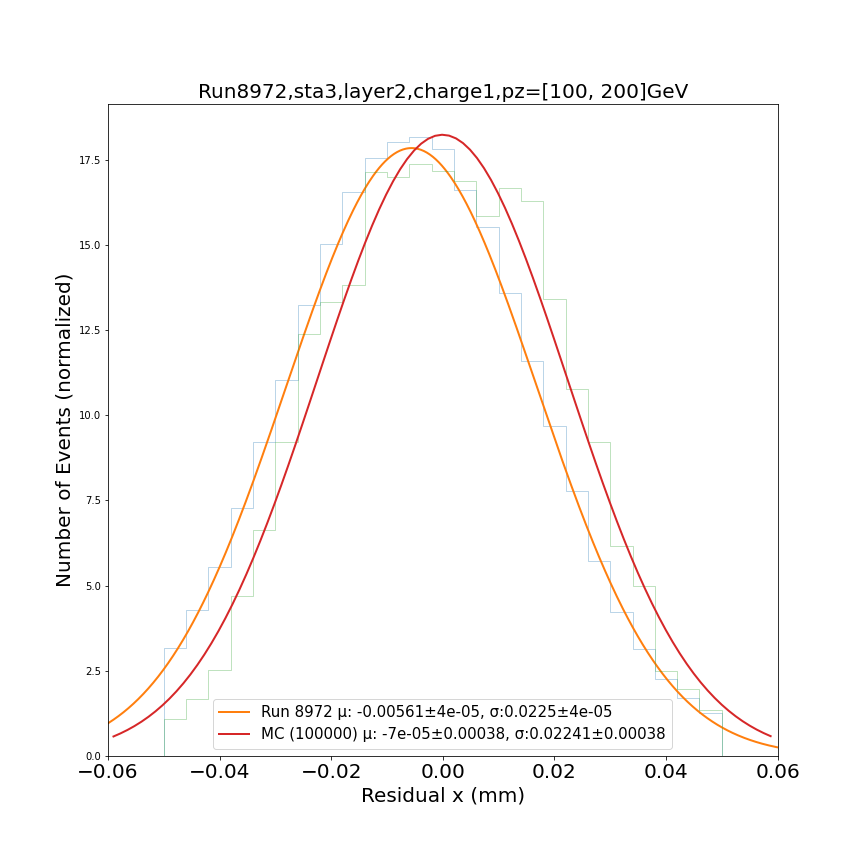 Run8972,sta3,layer2,charge1,pz=[100, 200]GeV
Number of Events (normalized)
17.5
15.0
12.5
10.0
7.5
5.0
2.5
0.0
Run 8972 μ: -0.00561±4e-05, σ:0.0225±4e-05
MC (100000) μ: -7e-05±0.00038, σ:0.02241±0.00038
−0.06 −0.04 −0.02 0.00 0.02 0.04 0.06
Residual x (mm)